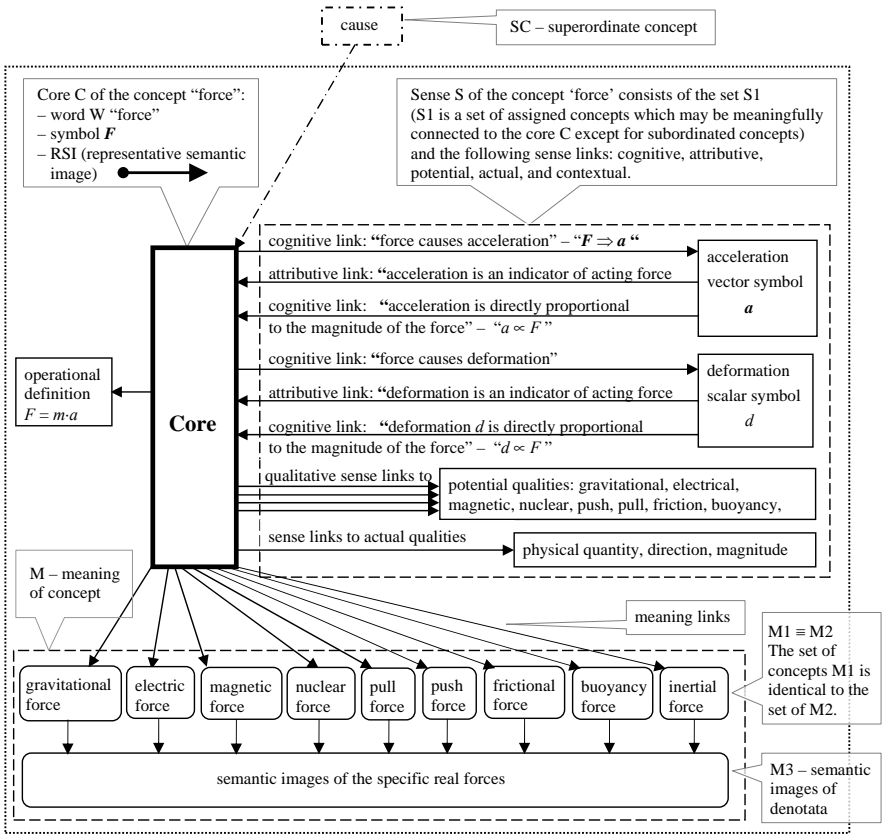 cause
SC – superordinate concept
Core C of the concept “force”:
– word W “force”
– symbol F
– RSI (representative semantic
image)
Sense S of the concept ‘force’ consists of the set S1
(S1 is a set of assigned concepts which may be meaningfully
connected to the core C except for subordinated concepts)
and the following sense links: cognitive, attributive,
potential, actual, and contextual.
cognitive link: “force causes acceleration” – “F ⇒ a “
attributive link: “acceleration is an indicator of acting force
cognitive link: “acceleration is directly proportional
to the magnitude of the force” – “a ∝ F ”
acceleration
vector symbol
a
cognitive link: “force causes deformation”
attributive link: “deformation is an indicator of acting force
cognitive link: “deformation d is directly proportional
to the magnitude of the force” – “d ∝ F ”
deformation
scalar symbol
d
operational
definition
F = m·a
Core
qualitative sense links to
potential qualities: gravitational, electrical,
magnetic, nuclear, push, pull, friction, buoyancy,
sense links to actual qualities
physical quantity, direction, magnitude
M – meaning
of concept
meaning links
M1 ≡ M2
The set of
concepts M1 is
identical to the
set of M2.
gravitational
force
electric
force
magnetic
force
nuclear
force
pull
force
push
force
frictional
force
buoyancy
force
inertial
force
semantic images of the specific real forces
M3 – semantic
images of
denotata